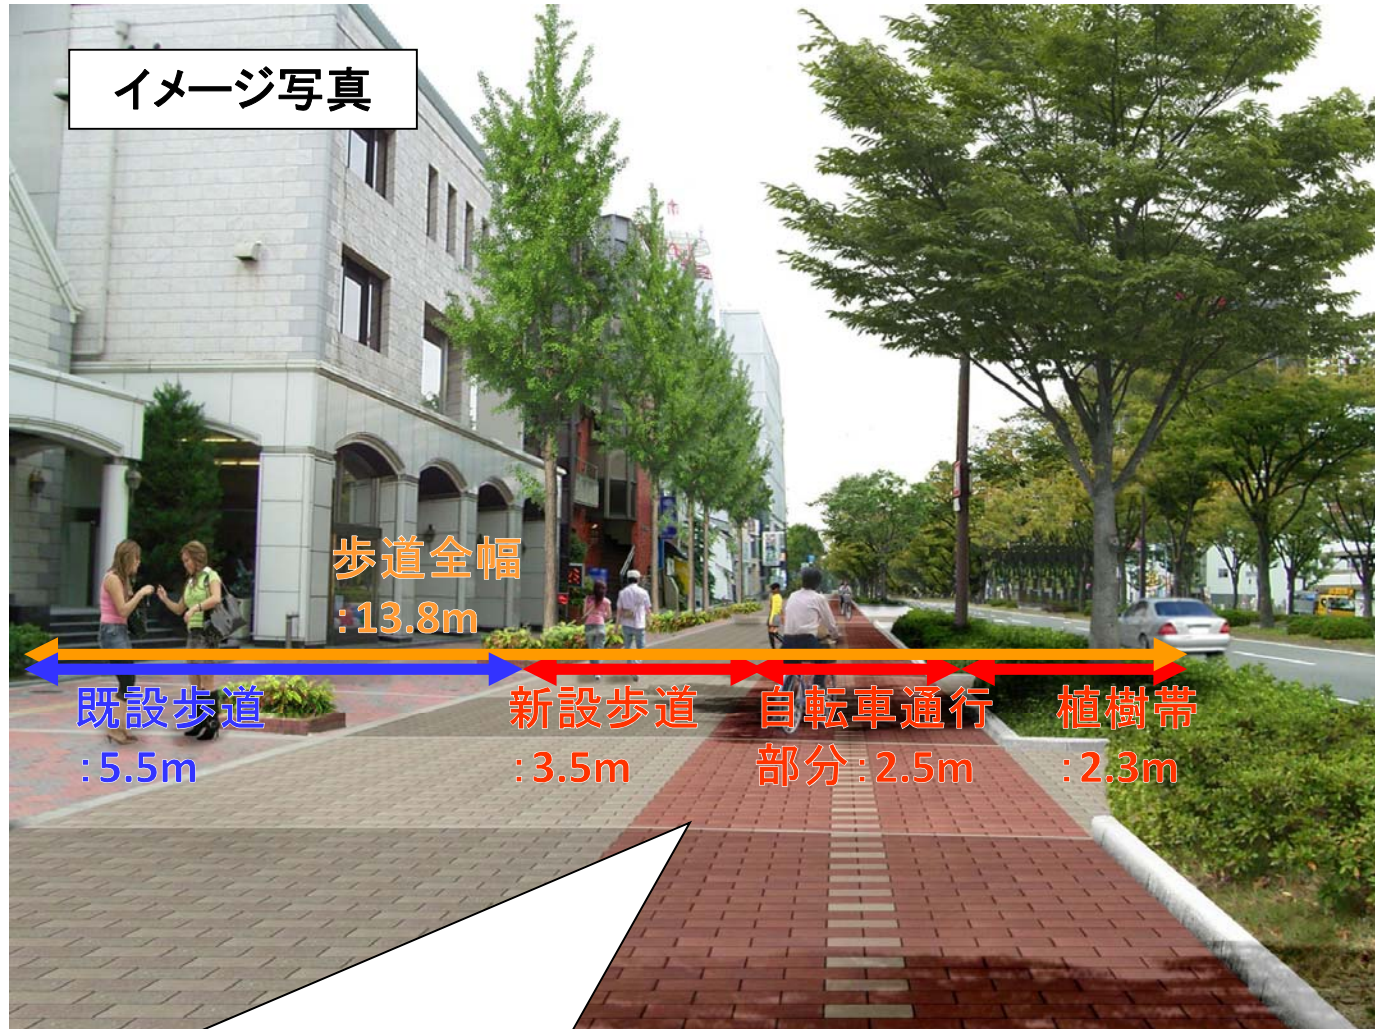 イメージ写真
歩道全幅
:13.8m
既設歩道
:5.5m
新設歩道
:3.5m
自転車通行
部分:2.5m
植樹帯
:2.3m